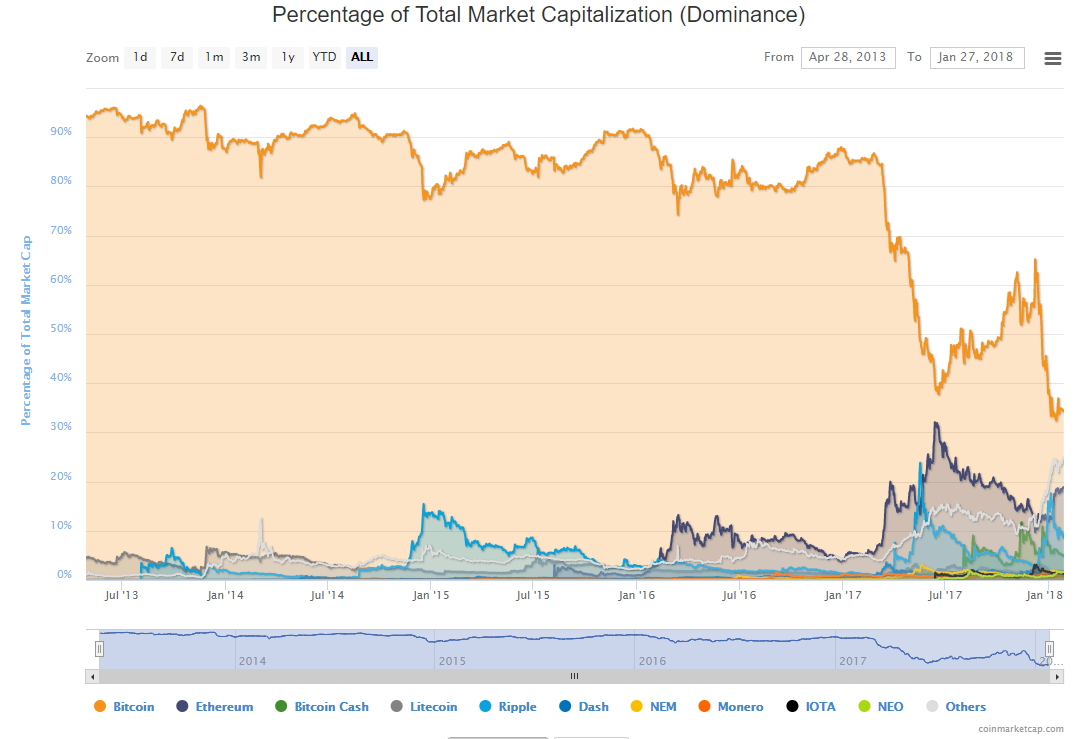 Percentage of Total Market Capitalization (Dominance)
Zoom 1d 7d 1m 3m 1y YTD ALL From Apr 28, 2013 To Jan 27, 2018
Percentage of Total Market Cap
90%
80%
70%
60%
50%
40%
30%
20%
10%
0%
Jul '13 Jan '14 Jul '14 Jan '15 Jul '15 Jan '16 Jul '16 Jan '17 Jul '17 Jan '18
2014 2015 2016 2017 20...
Bitcoin Ethereum Bitcoin Cash Litecoin Ripple Dash NEM Monero IOTA NEO Others
coinmarketcap.com